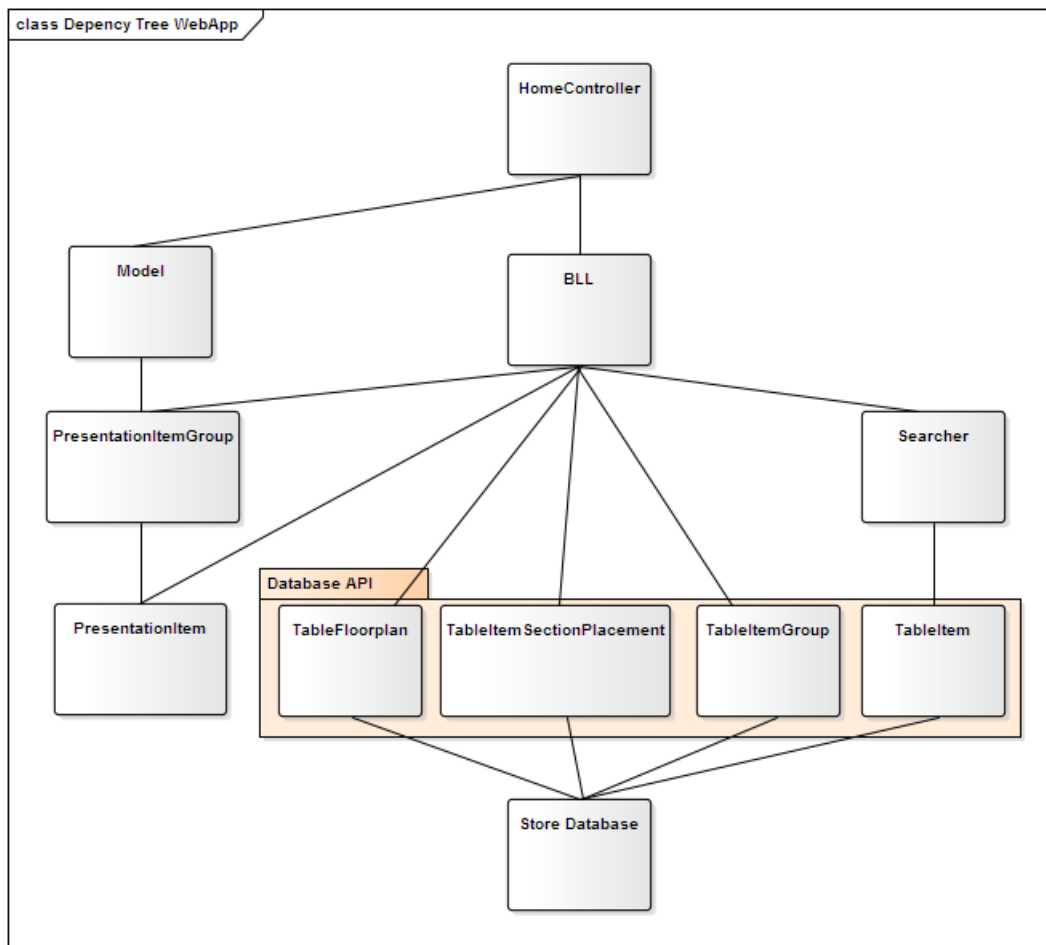 class Depency Tree WebApp
HomeController
Model
BLL
PresentationItemGroup
Searcher
Database API
PresentationItem
TableFloorplan
TableItemSectionPlacement
TableItemGroup
TableItem
Store Database